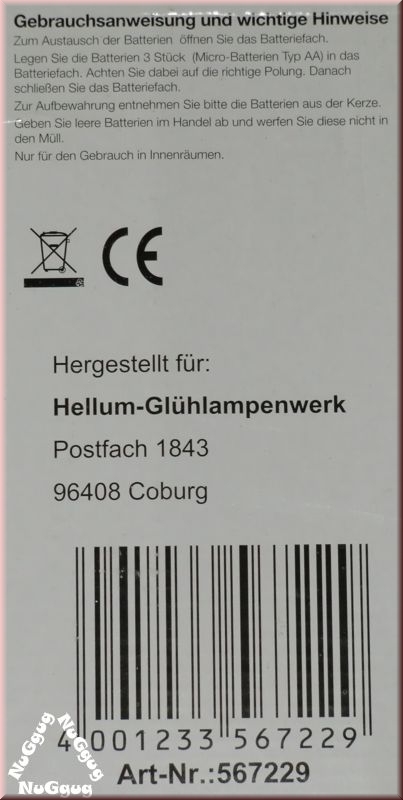 Gebrauchsanweisung und wichtige Hinweise
Zum Austausch der Batterien öffnen Sie das Batteriefach.
Legen Sie die Batterien 3 Stück (Micro-Batterien Typ AA) in das
Batteriefach. Achten Sie dabei auf die richtige Polung. Danach
schließen Sie das Batteriefach.
Zur Aufbewahrung entnehmen Sie bitte die Batterien aus der Kerze.
Geben Sie leere Batterien im Handel ab und werfen Sie diese nicht in
den Müll.
Nur für den Gebrauch in Innenräumen.
CE
Hergestellt für:
Hellum-Glühlampenwerk
Postfach 1843
96408 Coburg
4 001233 567229
Art-Nr.:567229
NuGgug
NuGgug
NuGgug